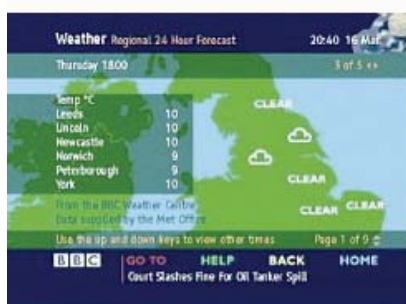 Weather Regional 24 Hour Forecast 20:40 16 Mar
Thursday 1800 3 of 5
Temp °C
Leeds 10
Lincoln 10
Newcastle 10
Norwich 9
Peterborough 9
York 10
CLEAR
CLEAR
CLEAR CLEAR
From the BBC Weather Centre
Data supplied by the Met Office
Use the up and down keys to view other times Page 1 of 9
BBC GO TO HELP BACK HOME
Court Slashes Fine For Oil Tanker Spill